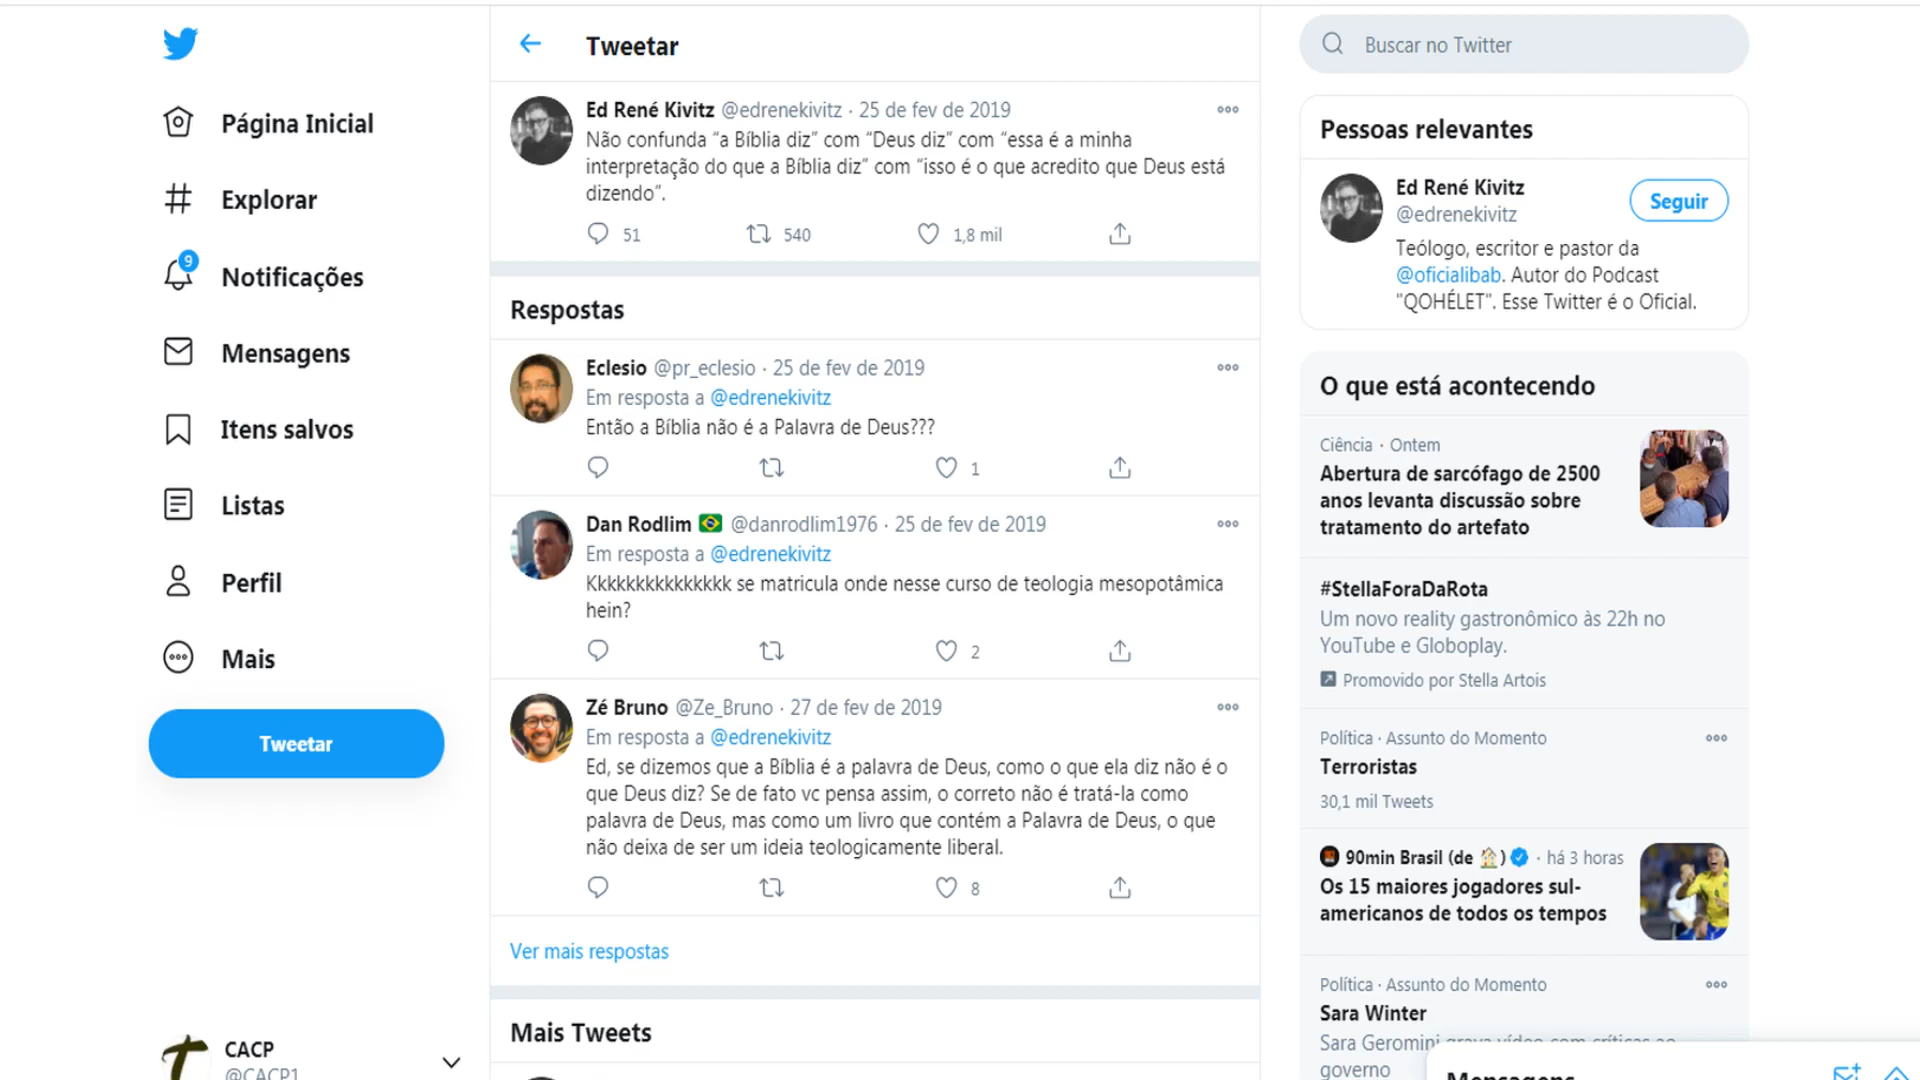 Página Inicial
Explorar
9
Notificações
Mensagens
Itens salvos
Listas
Perfil
Mais
Tweetar
CACP
@CACP1
Tweetar
Ed René Kivitz @edrenekivitz · 25 de fev de 2019
Não confunda “a Bíblia diz” com “Deus diz” com “essa é a minha
interpretação do que a Bíblia diz” com “isso é o que acredito que Deus está
dizendo”.
51 540 1,8 mil
Respostas
Eclesio @pr_eclesio · 25 de fev de 2019
Em resposta a @edrenekivitz
Então a Bíblia não é a Palavra de Deus???
1
Dan Rodlim @danrodlim1976 · 25 de fev de 2019
Em resposta a @edrenekivitz
Kkkkkkkkkkkkkkk se matricula onde nesse curso de teologia mesopotâmica
hein?
2
Zé Bruno @Ze_Bruno · 27 de fev de 2019
Em resposta a @edrenekivitz
Ed, se dizemos que a Bíblia é a palavra de Deus, como o que ela diz não é o
que Deus diz? Se de fato vc pensa assim, o correto não é tratá-la como
palavra de Deus, mas como um livro que contém a Palavra de Deus, o que
não deixa de ser um ideia teologicamente liberal.
8
Ver mais respostas
Mais Tweets
Buscar no Twitter
Pessoas relevantes
Ed René Kivitz
@edrenekivitz
Seguir
Teólogo, escritor e pastor da
@oficialibab. Autor do Podcast
"QOHÉLET". Esse Twitter é o Oficial.
O que está acontecendo
Ciência · Ontem
Abertura de sarcófago de 2500
anos levanta discussão sobre
tratamento do artefato
#StellaForaDaRota
Um novo reality gastronômico às 22h no
YouTube e Globoplay.
Promovido por Stella Artois
Política · Assunto do Momento
Terroristas
30,1 mil Tweets
90min Brasil (de ) · há 3 horas
Os 15 maiores jogadores sul-
americanos de todos os tempos
Política · Assunto do Momento
Sara Winter
Sara Geromini grava vídeo com críticas ao
governo
Mensagens